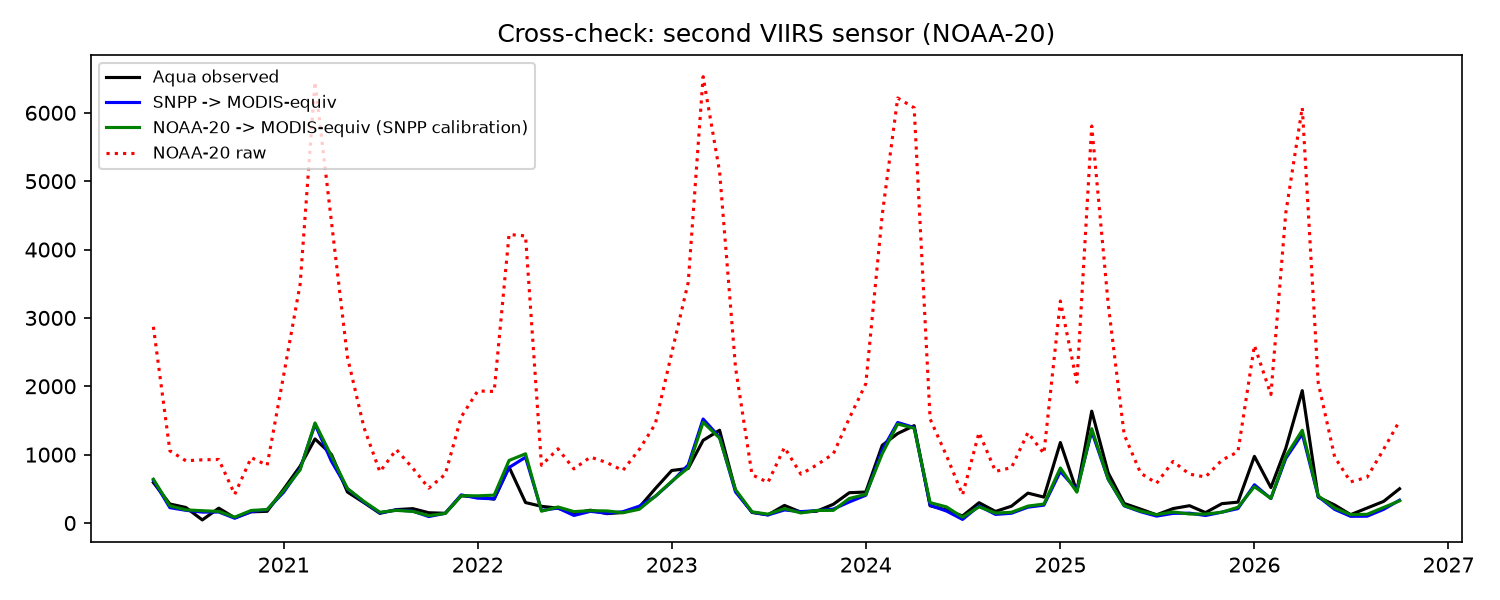 Cross-check: second VIIRS sensor (NOAA-20)
Aqua observed
SNPP -> MODIS-equiv
NOAA-20 -> MODIS-equiv (SNPP calibration)
NOAA-20 raw
6000
5000
4000
3000
2000
1000
0
2021 2022 2023 2024 2025 2026 2027